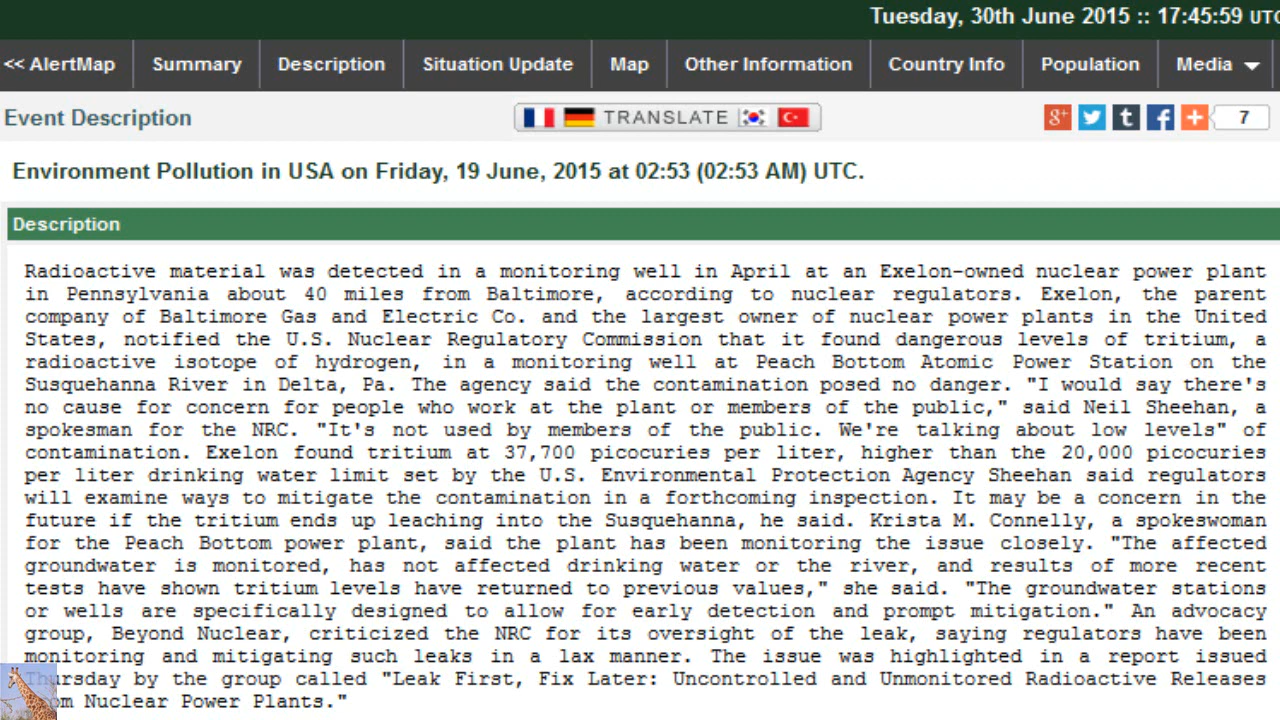 Tuesday, 30th June 2015 :: 17:45:59 UTC
<< AlertMap Summary Description Situation Update Map Other Information Country Info Population Media
Event Description TRANSLATE g+ t f + 7
Environment Pollution in USA on Friday, 19 June, 2015 at 02:53 (02:53 AM) UTC.
Description
Radioactive material was detected in a monitoring well in April at an Exelon-owned nuclear power plant
in Pennsylvania about 40 miles from Baltimore, according to nuclear regulators. Exelon, the parent
company of Baltimore Gas and Electric Co. and the largest owner of nuclear power plants in the United
States, notified the U.S. Nuclear Regulatory Commission that it found dangerous levels of tritium, a
radioactive isotope of hydrogen, in a monitoring well at Peach Bottom Atomic Power Station on the
Susquehanna River in Delta, Pa. The agency said the contamination posed no danger. "I would say there's
no cause for concern for people who work at the plant or members of the public," said Neil Sheehan, a
spokesman for the NRC. "It's not used by members of the public. We're talking about low levels" of
contamination. Exelon found tritium at 37,700 picocuries per liter, higher than the 20,000 picocuries
per liter drinking water limit set by the U.S. Environmental Protection Agency Sheehan said regulators
will examine ways to mitigate the contamination in a forthcoming inspection. It may be a concern in the
future if the tritium ends up leaching into the Susquehanna, he said. Krista M. Connelly, a spokeswoman
for the Peach Bottom power plant, said the plant has been monitoring the issue closely. "The affected
groundwater is monitored, has not affected drinking water or the river, and results of more recent
tests have shown tritium levels have returned to previous values," she said. "The groundwater stations
or wells are specifically designed to allow for early detection and prompt mitigation." An advocacy
group, Beyond Nuclear, criticized the NRC for its oversight of the leak, saying regulators have been
monitoring and mitigating such leaks in a lax manner. The issue was highlighted in a report issued
Thursday by the group called "Leak First, Fix Later: Uncontrolled and Unmonitored Radioactive Releases
om Nuclear Power Plants."